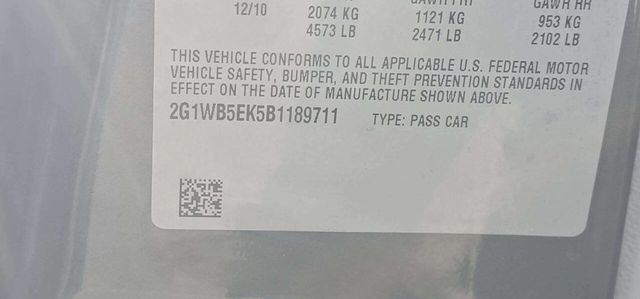 GAWR RR
12/10 2074 KG 1121 KG 953 KG
4573 LB 2471 LB 2102 LB
THIS VEHICLE CONFORMS TO ALL APPLICABLE U.S. FEDERAL MOTOR
VEHICLE SAFETY, BUMPER, AND THEFT PREVENTION STANDARDS IN
EFFECT ON THE DATE OF MANUFACTURE SHOWN ABOVE.
2G1WB5EK5B1189711 TYPE: PASS CAR